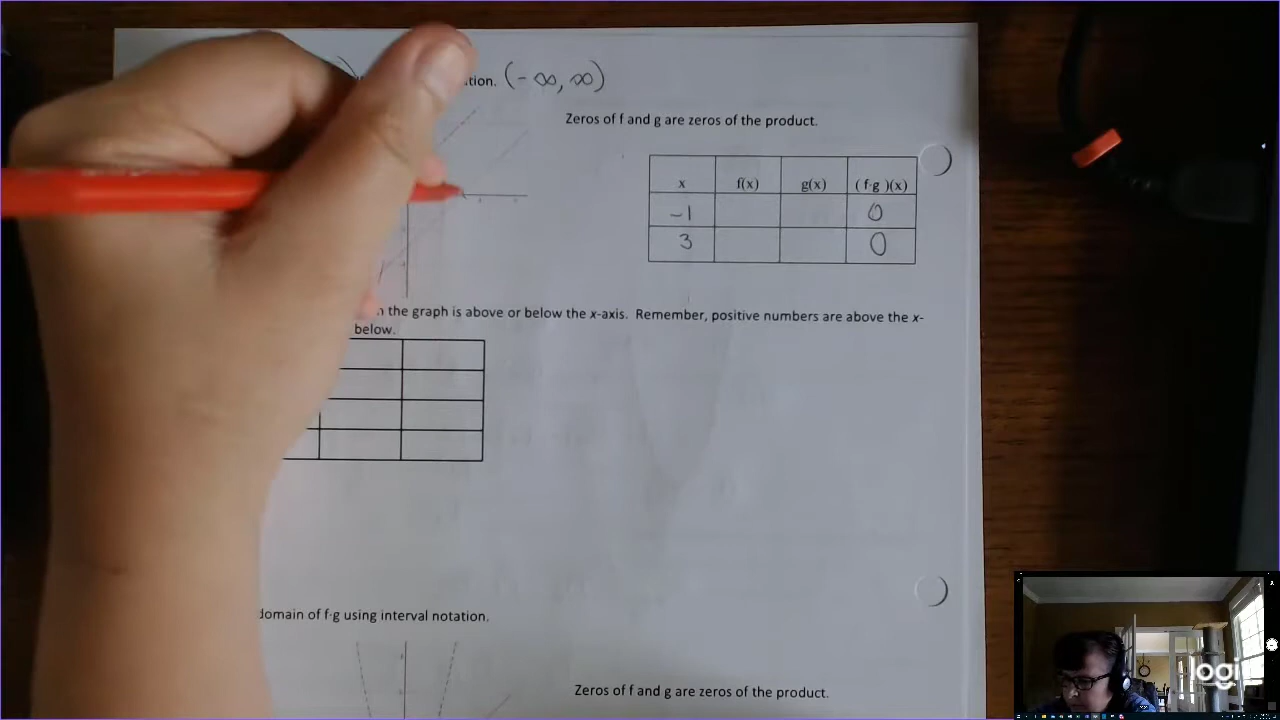 tion. (-∞, ∞)
Zeros of f and g are zeros of the product.
x f(x) g(x) (f·g)(x)
-1 0
3 0
the graph is above or below the x-axis. Remember, positive numbers are above the x-
below.
domain of f·g using interval notation.
Zeros of f and g are zeros of the product.
logi